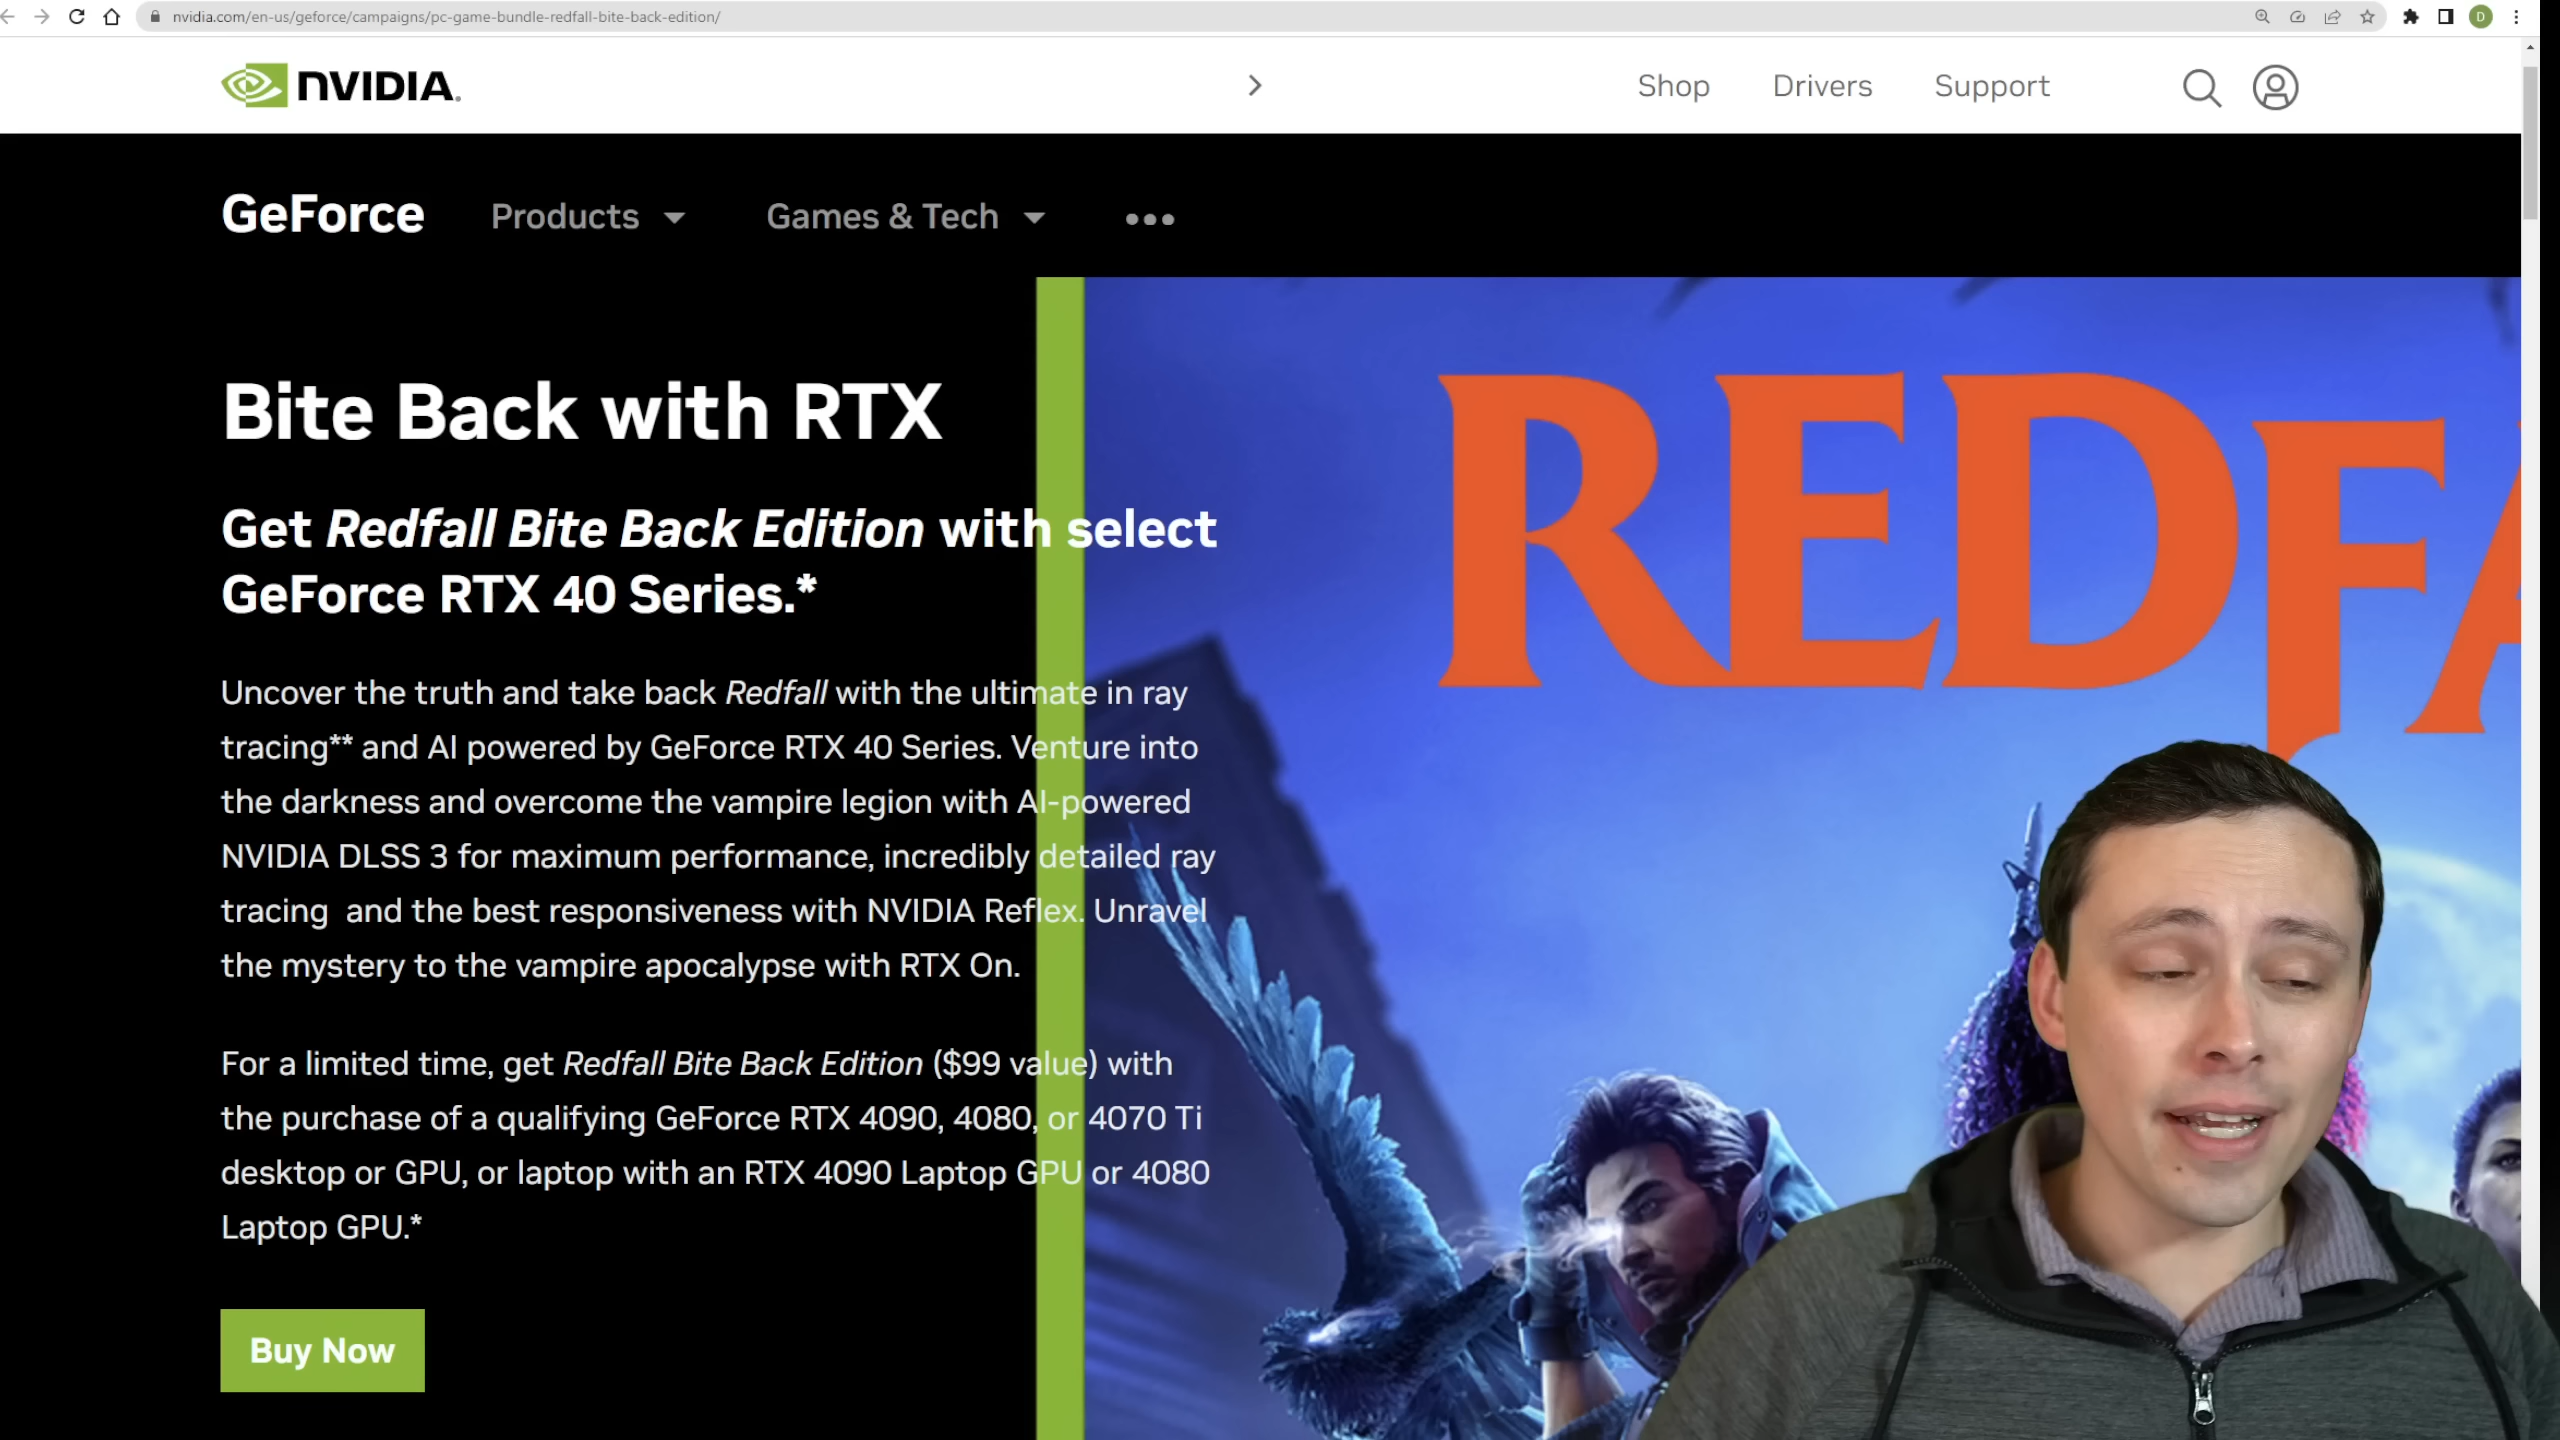 nvidia.com/en-us/geforce/campaigns/pc-game-bundle-redfall-bite-back-edition/
D
NVIDIA.
Shop Drivers Support
GeForce Products Games & Tech
Bite Back with RTX
Get Redfall Bite Back Edition with select
GeForce RTX 40 Series.*
Uncover the truth and take back Redfall with the ultimate in ray
tracing** and AI powered by GeForce RTX 40 Series. Venture into
the darkness and overcome the vampire legion with AI-powered
NVIDIA DLSS 3 for maximum performance, incredibly detailed ray
tracing and the best responsiveness with NVIDIA Reflex. Unravel
the mystery to the vampire apocalypse with RTX On.
For a limited time, get Redfall Bite Back Edition ($99 value) with
the purchase of a qualifying GeForce RTX 4090, 4080, or 4070 Ti
desktop or GPU, or laptop with an RTX 4090 Laptop GPU or 4080
Laptop GPU.*
Buy Now
REDFA